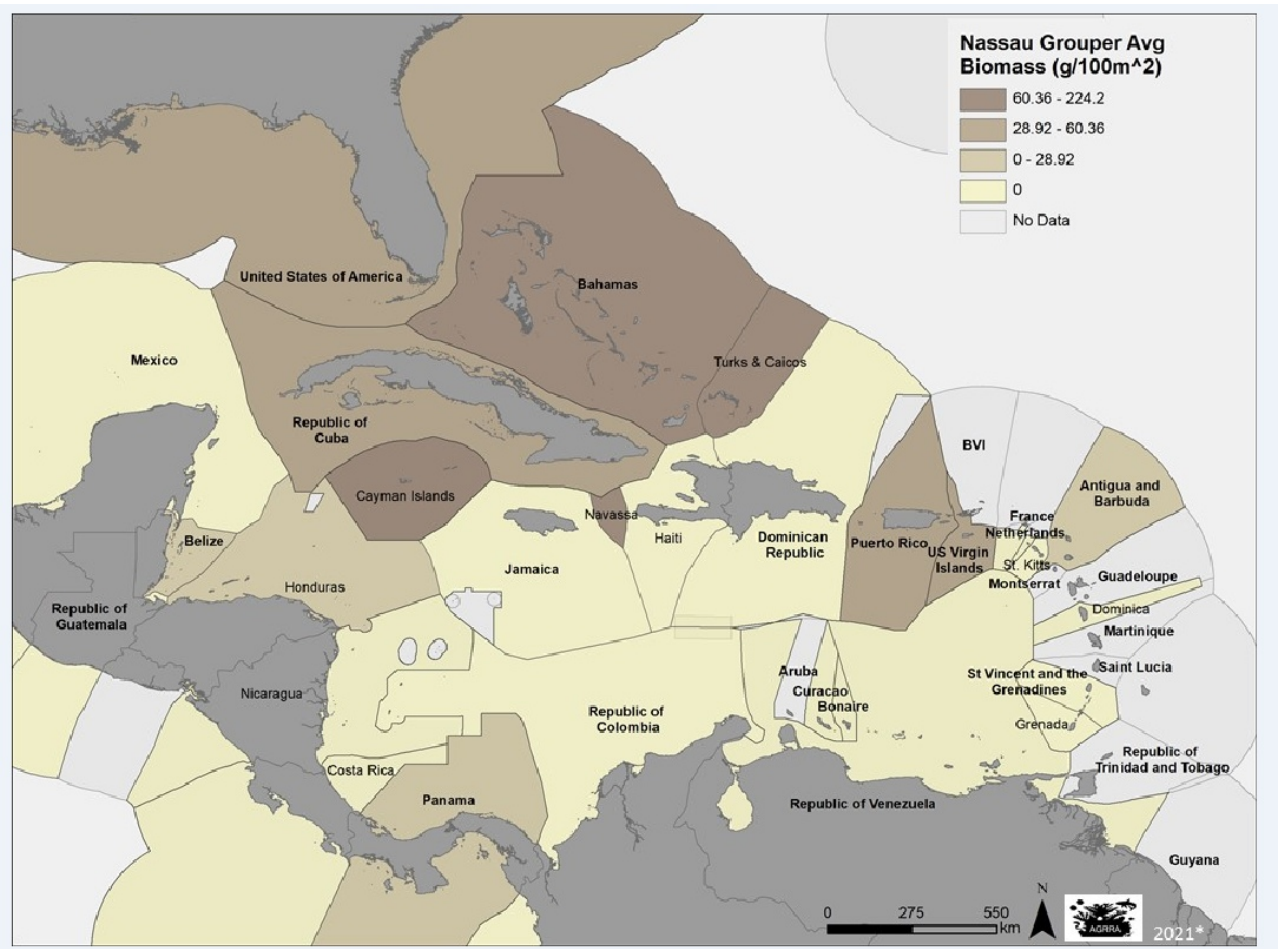 Nassau Grouper Avg
Biomass (g/100m^2)
60.36 - 224.2
28.92 - 60.36
0 - 28.92
0
No Data
United States of America
Bahamas
Mexico
Turks & Caicos
Republic of
Cuba
BVI
Cayman Islands
Antigua and
Barbuda
Navassa
France
Netherlands
Belize
Haiti
Dominican
Republic
Puerto Rico
US Virgin
Islands
St. Kitts
Jamaica
Montserrat
Guadeloupe
Honduras
Republic of
Guatemala
Dominica
Martinique
Nicaragua
Aruba
Curacao
Bonaire
St Vincent and the
Grenadines
Saint Lucia
Republic of
Colombia
Grenada
Costa Rica
Republic of
Trinidad and Tobago
Panama
Republic of Venezuela
Guyana
N
0 275 550
km
AGRRA
2021*